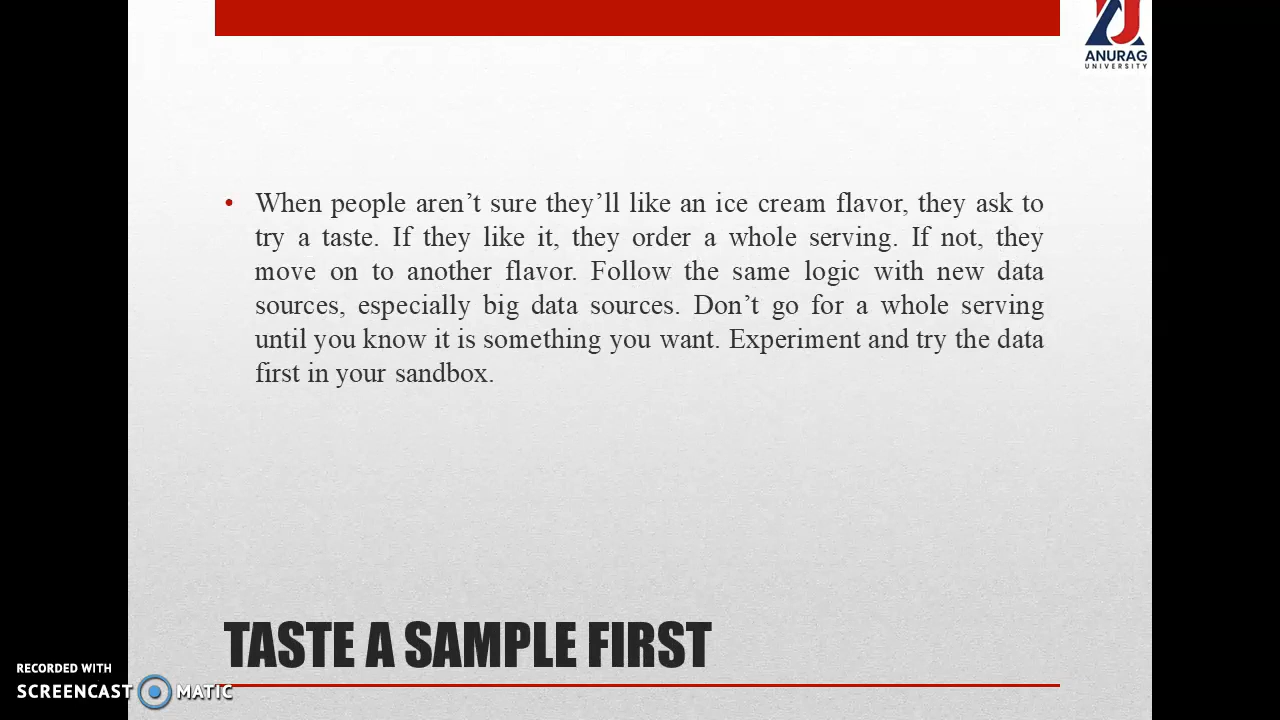 ANURAG
UNIVERSITY
• When people aren’t sure they’ll like an ice cream flavor, they ask to
try a taste. If they like it, they order a whole serving. If not, they
move on to another flavor. Follow the same logic with new data
sources, especially big data sources. Don’t go for a whole serving
until you know it is something you want. Experiment and try the data
first in your sandbox.
TASTE A SAMPLE FIRST
RECORDED WITH
SCREENCAST MATIC